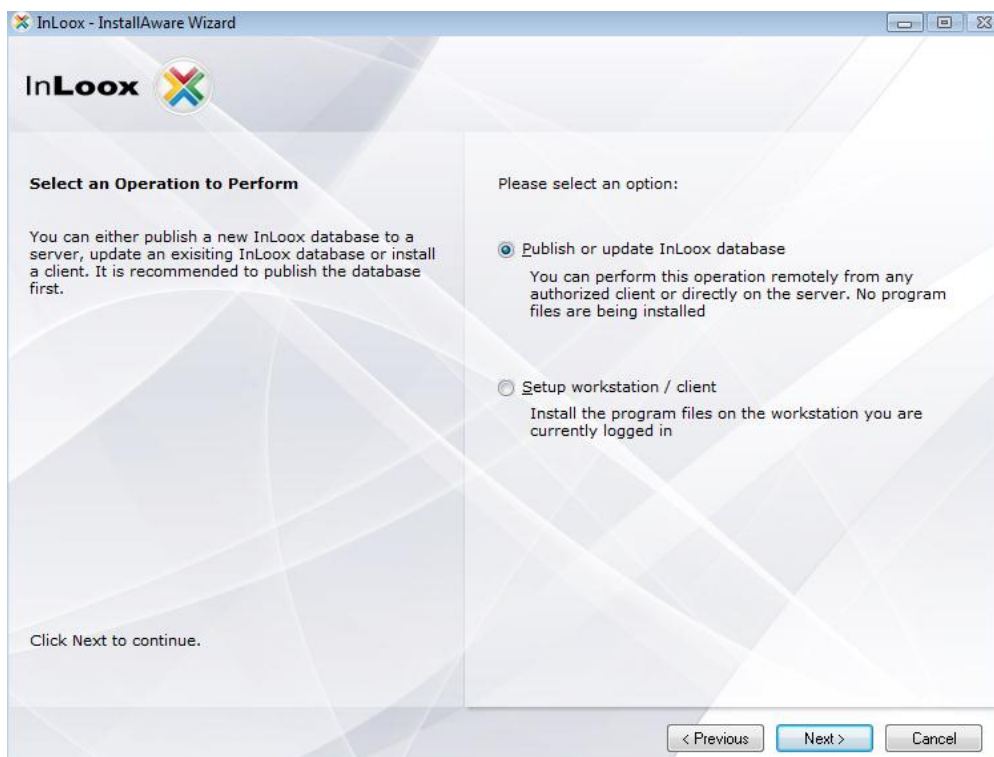 InLoox - InstallAware Wizard
InLoox
Select an Operation to Perform
You can either publish a new InLoox database to a
server, update an exisiting InLoox database or install
a client. It is recommended to publish the database
first.
Click Next to continue.
Please select an option:
Publish or update InLoox database
You can perform this operation remotely from any
authorized client or directly on the server. No program
files are being installed
Setup workstation / client
Install the program files on the workstation you are
currently logged in
< Previous
Next >
Cancel